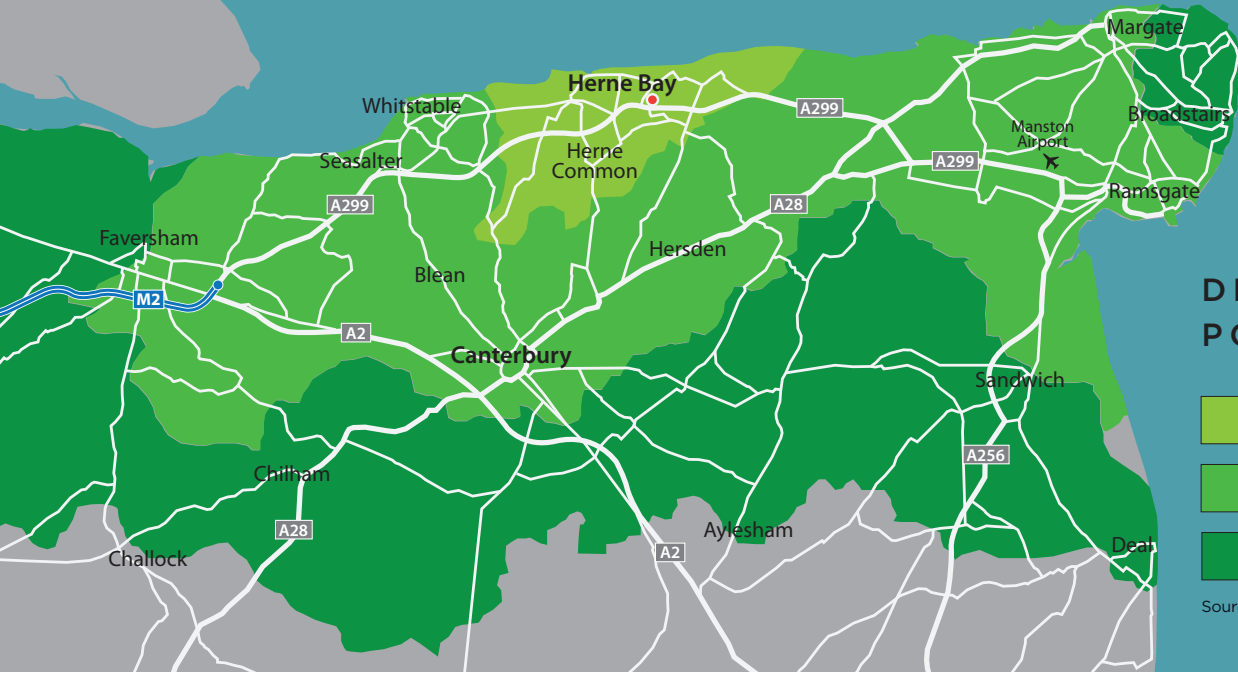 Margate
Herne Bay
Whitstable
A299
Broadstairs
Manston
Airport
Herne
Common
Seasalter
A299
Ramsgate
A299
A28
Faversham
Hersden
Blean
M2
A2
Canterbury
Sandwich
A256
Chilham
A28
Aylesham
A2
Challock
Deal